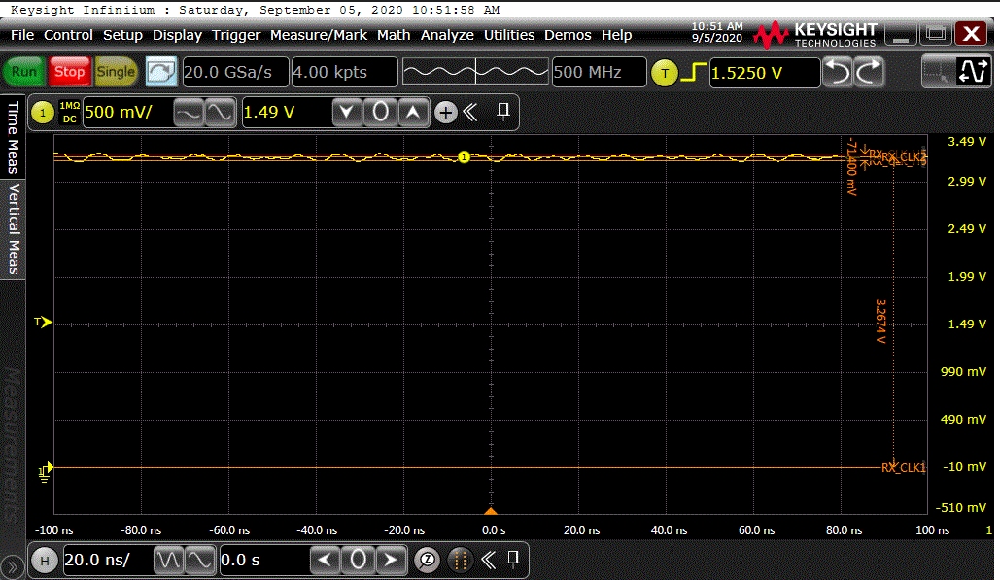 Keysight Infiniium : Saturday, September 05, 2020 10:51:58 AM
File Control Setup Display Trigger Measure/Mark Math Analyze Utilities Demos Help
10:51 AM
9/5/2020
KEYSIGHT
TECHNOLOGIES
Run Stop Single 20.0 GSa/s 4.00 kpts 500 MHz T 1.5250 V
1 1MΩ DC 500 mV/ 1.49 V 0
Time Meas
Vertical Meas
Measurements
3.49 V
2.99 V
2.49 V
1.99 V
1.49 V
990 mV
490 mV
-10 mV
-510 mV
1
-71.400 mV
RX_CLK2
3.2674 V
T
1
RX_CLK1
-100 ns -80.0 ns -60.0 ns -40.0 ns -20.0 ns 0.0 s 20.0 ns 40.0 ns 60.0 ns 80.0 ns 100 ns 1
H 20.0 ns/ 0.0 s 0 Z